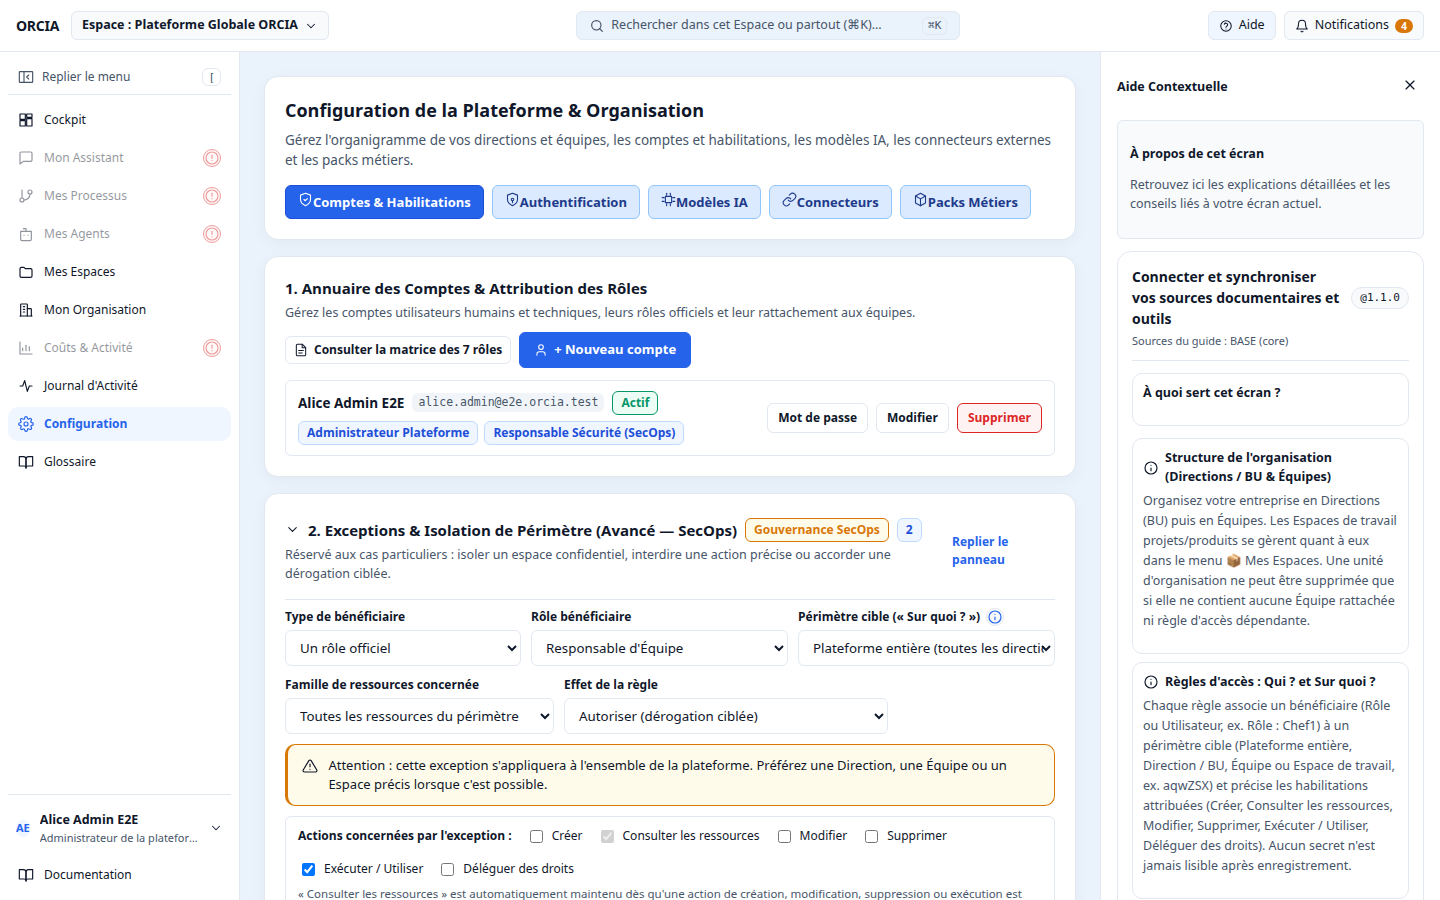 ORCIA
Espace : Plateforme Globale ORCIA
Rechercher dans cet Espace ou partout (⌘K)...
⌘K
Aide
Notifications 4
Replier le menu [
Cockpit
Mon Assistant
Mes Processus
Mes Agents
Mes Espaces
Mon Organisation
Coûts & Activité
Journal d'Activité
Configuration
Glossaire
AE
Alice Admin E2E
Administrateur de la platefor...
Documentation
Configuration de la Plateforme & Organisation
Gérez l'organigramme de vos directions et équipes, les comptes et habilitations, les modèles IA, les connecteurs externes
et les packs métiers.
Comptes & Habilitations
Authentification
Modèles IA
Connecteurs
Packs Métiers
1. Annuaire des Comptes & Attribution des Rôles
Gérez les comptes utilisateurs humains et techniques, leurs rôles officiels et leur rattachement aux équipes.
Consulter la matrice des 7 rôles
+ Nouveau compte
Alice Admin E2E alice.admin@e2e.orcia.test Actif
Administrateur Plateforme Responsable Sécurité (SecOps)
Mot de passe Modifier Supprimer
2. Exceptions & Isolation de Périmètre (Avancé — SecOps) Gouvernance SecOps 2
Réservé aux cas particuliers : isoler un espace confidentiel, interdire une action précise ou accorder une
dérogation ciblée.
Replier le
panneau
Type de bénéficiaire
Un rôle officiel
Rôle bénéficiaire
Responsable d'Équipe
Périmètre cible (« Sur quoi ? »)
Plateforme entière (toutes les directi
Famille de ressources concernée
Toutes les ressources du périmètre
Effet de la règle
Autoriser (dérogation ciblée)
Attention : cette exception s'appliquera à l'ensemble de la plateforme. Préférez une Direction, une Équipe ou un
Espace précis lorsque c'est possible.
Actions concernées par l'exception : Créer Consulter les ressources Modifier Supprimer
Exécuter / Utiliser Déléguer des droits
« Consulter les ressources » est automatiquement maintenu dès qu'une action de création, modification, suppression ou exécution est
Aide Contextuelle
À propos de cet écran
Retrouvez ici les explications détaillées et les
conseils liés à votre écran actuel.
Connecter et synchroniser
vos sources documentaires et
outils
@1.1.0
Sources du guide : BASE (core)
À quoi sert cet écran ?
Structure de l'organisation
(Directions / BU & Équipes)
Organisez votre entreprise en Directions
(BU) puis en Équipes. Les Espaces de travail
projets/produits se gèrent quant à eux
dans le menu 📦 Mes Espaces. Une unité
d'organisation ne peut être supprimée que
si elle ne contient aucune Équipe rattachée
ni règle d'accès dépendante.
Règles d'accès : Qui ? et Sur quoi ?
Chaque règle associe un bénéficiaire (Rôle
ou Utilisateur, ex. Rôle : Chef1) à un
périmètre cible (Plateforme entière,
Direction / BU, Équipe ou Espace de travail,
ex. aqwZSX) et précise les habilitations
attribuées (Créer, Consulter les ressources,
Modifier, Supprimer, Exécuter / Utiliser,
Déléguer des droits). Aucun secret n'est
jamais lisible après enregistrement.